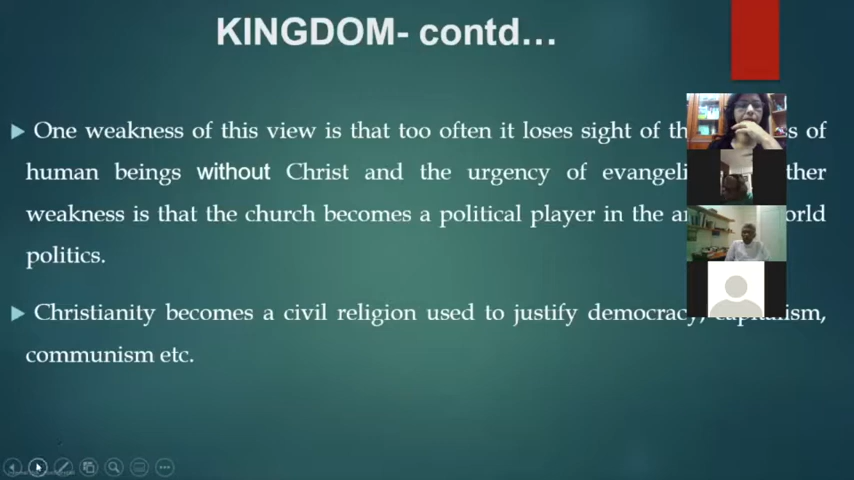 KINGDOM- contd...
One weakness of this view is that too often it loses sight of of
human beings without Christ and the urgency of
weakness is that the church becomes a political player in the
politics.
Christianity becomes a civil religion used to justify democracy, capitalism,
communism etc.